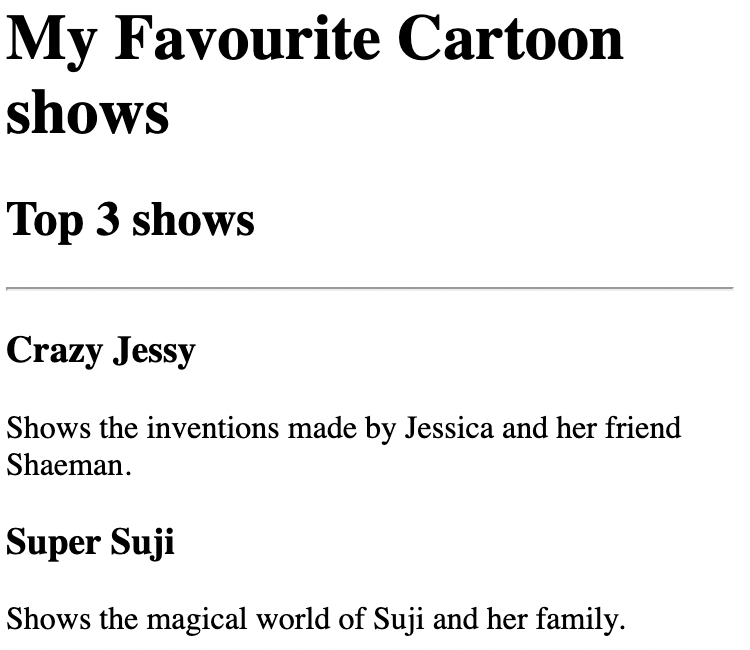 My Favourite Cartoon
shows
Top 3 shows
Crazy Jessy
Shows the inventions made by Jessica and her friend
Shaeman.
Super Suji
Shows the magical world of Suji and her family.